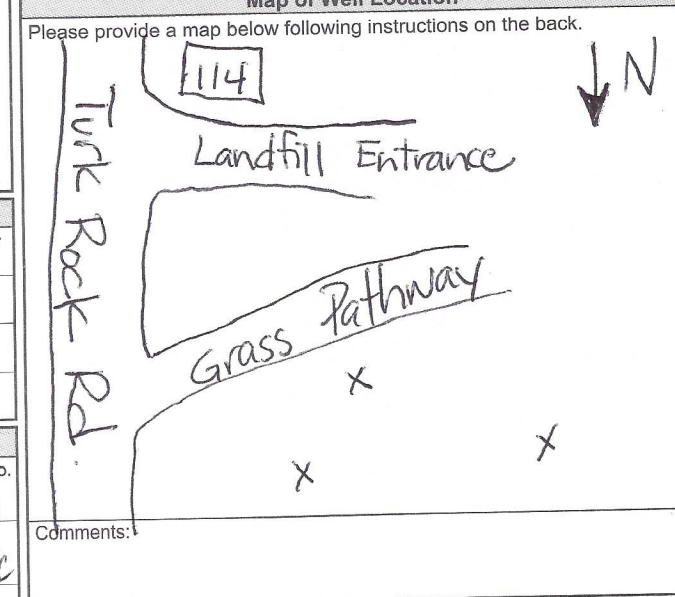 Map of Well Location
Please provide a map below following instructions on the back.
114
N
Landfill Entrance
Turk Rock Rd.
Grass Pathway
x
x
x
Comments: